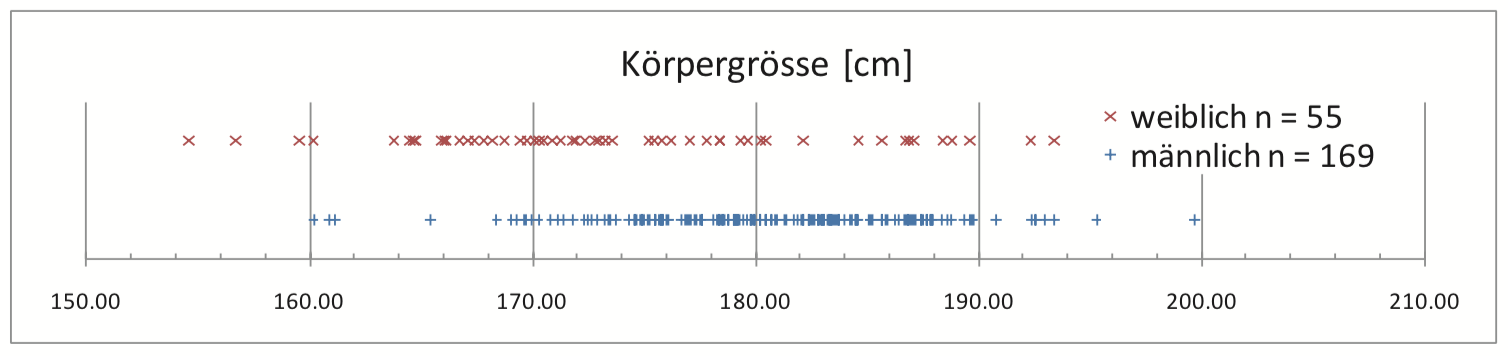 Körpergrösse [cm]
weiblich n = 55
männlich n = 169
150.00 160.00 170.00 180.00 190.00 200.00 210.00